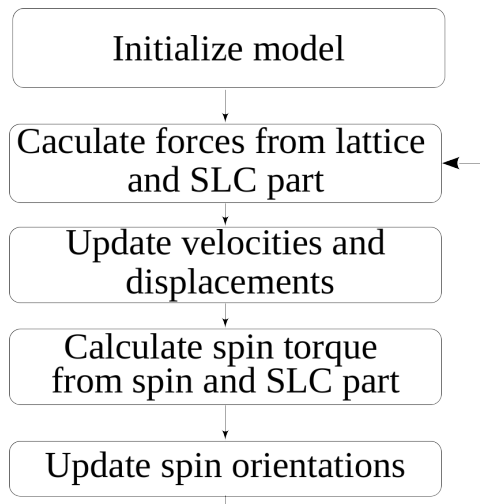 Initialize model
Caculate forces from lattice
and SLC part
Update velocities and
displacements
Calculate spin torque
from spin and SLC part
Update spin orientations